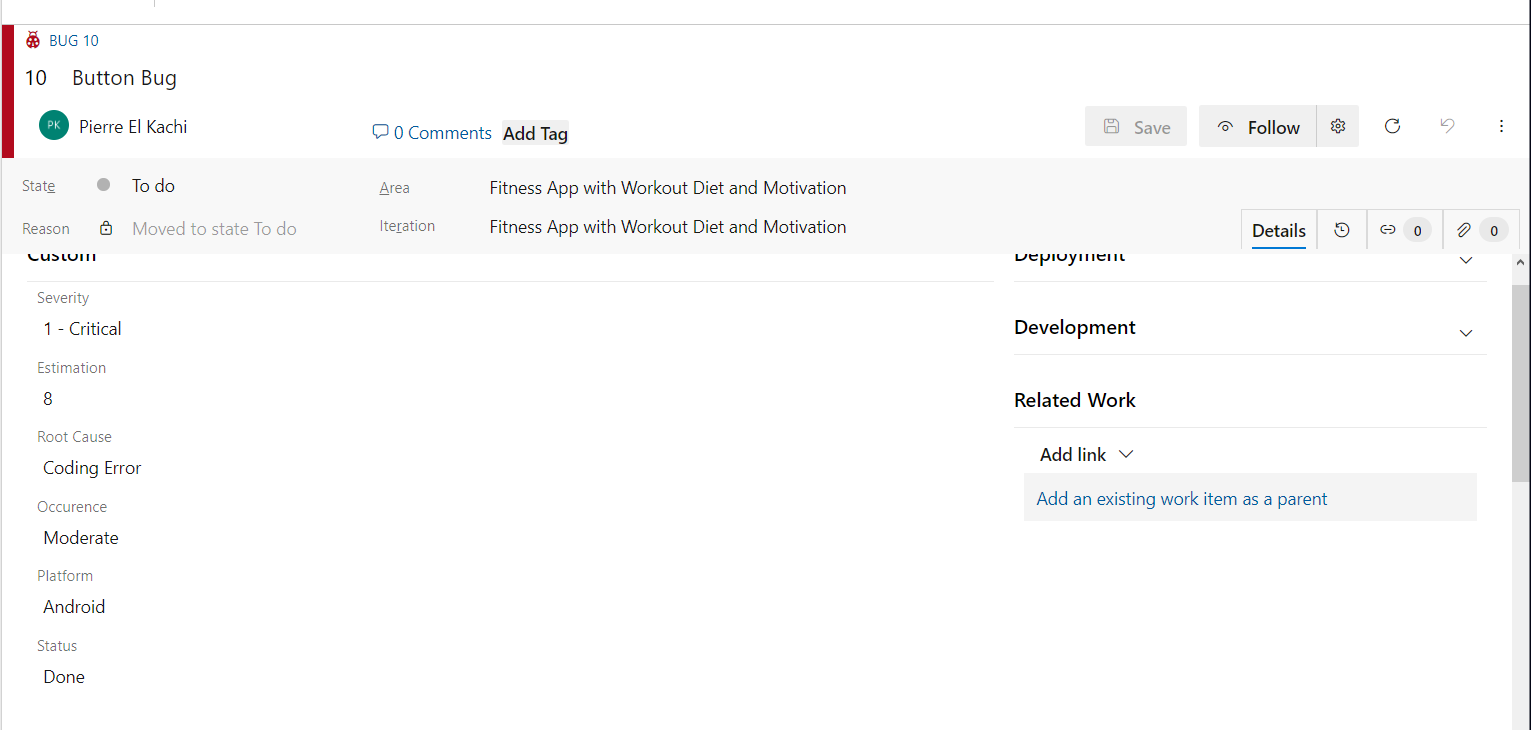 BUG 10
10 Button Bug
PK Pierre El Kachi 0 Comments Add Tag Save Follow
State To do Area Fitness App with Workout Diet and Motivation
Reason Moved to state To do Iteration Fitness App with Workout Diet and Motivation
Details 0 0
Custom
Severity
1 - Critical
Estimation
8
Root Cause
Coding Error
Occurence
Moderate
Platform
Android
Status
Done
Deployment
Development
Related Work
Add link
Add an existing work item as a parent